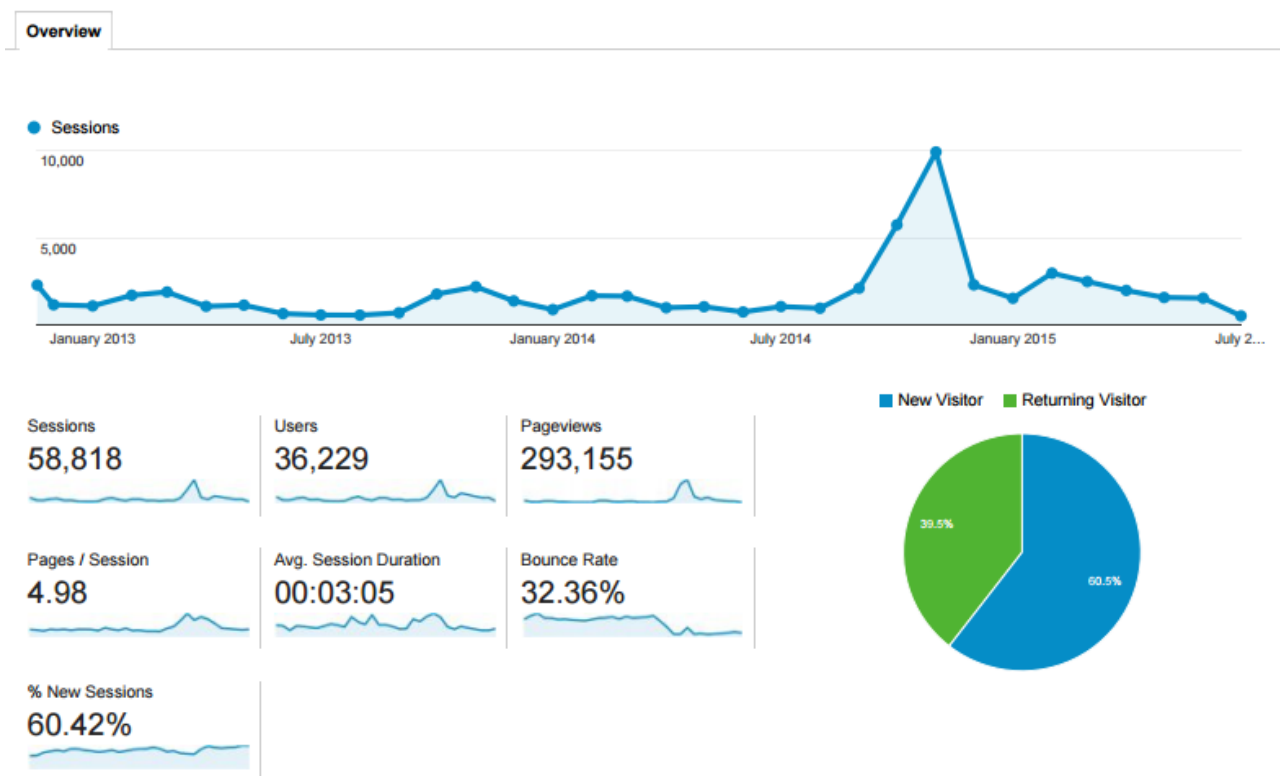 Overview
Sessions
10,000
5,000
January 2013 July 2013 January 2014 July 2014 January 2015 July 2...
New Visitor Returning Visitor
39.5%
60.5%
Sessions Users Pageviews
58,818 36,229 293,155
Pages / Session Avg. Session Duration Bounce Rate
4.98 00:03:05 32.36%
% New Sessions
60.42%